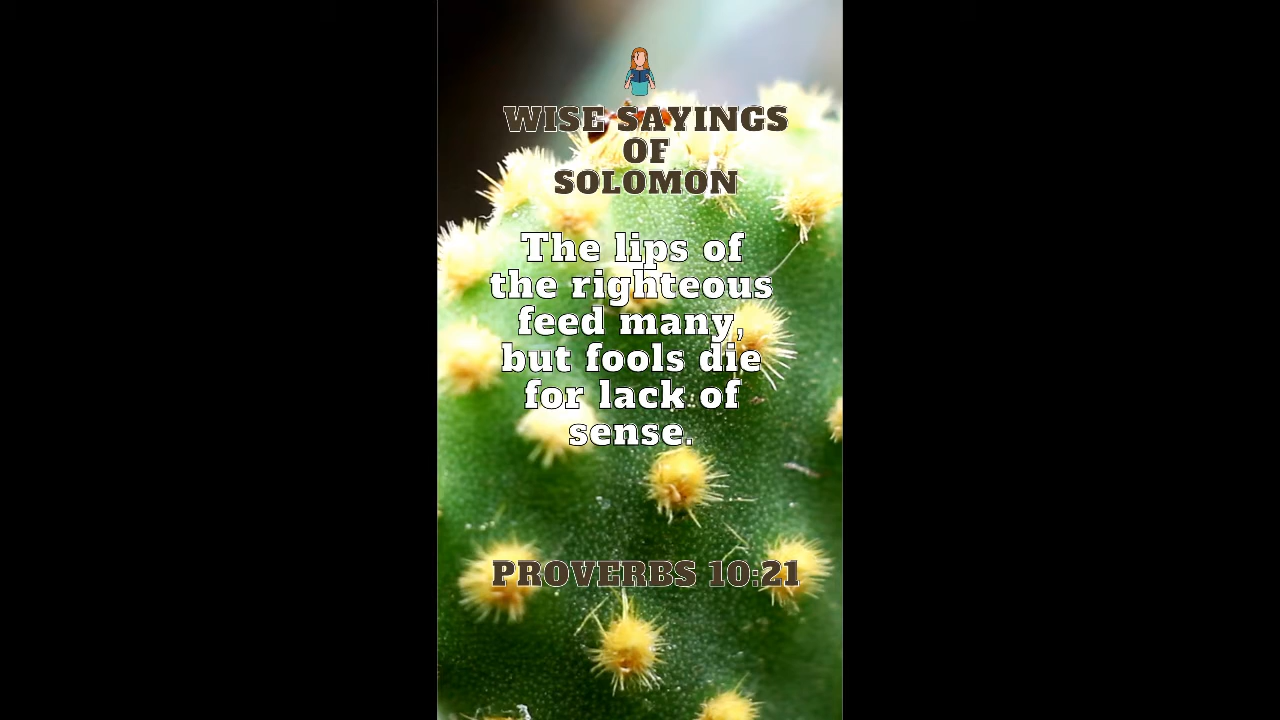 WISE SAYINGS
OF
SOLOMON
The lips of
the righteous
feed many,
but fools die
for lack of
sense.
PROVERBS 10:21